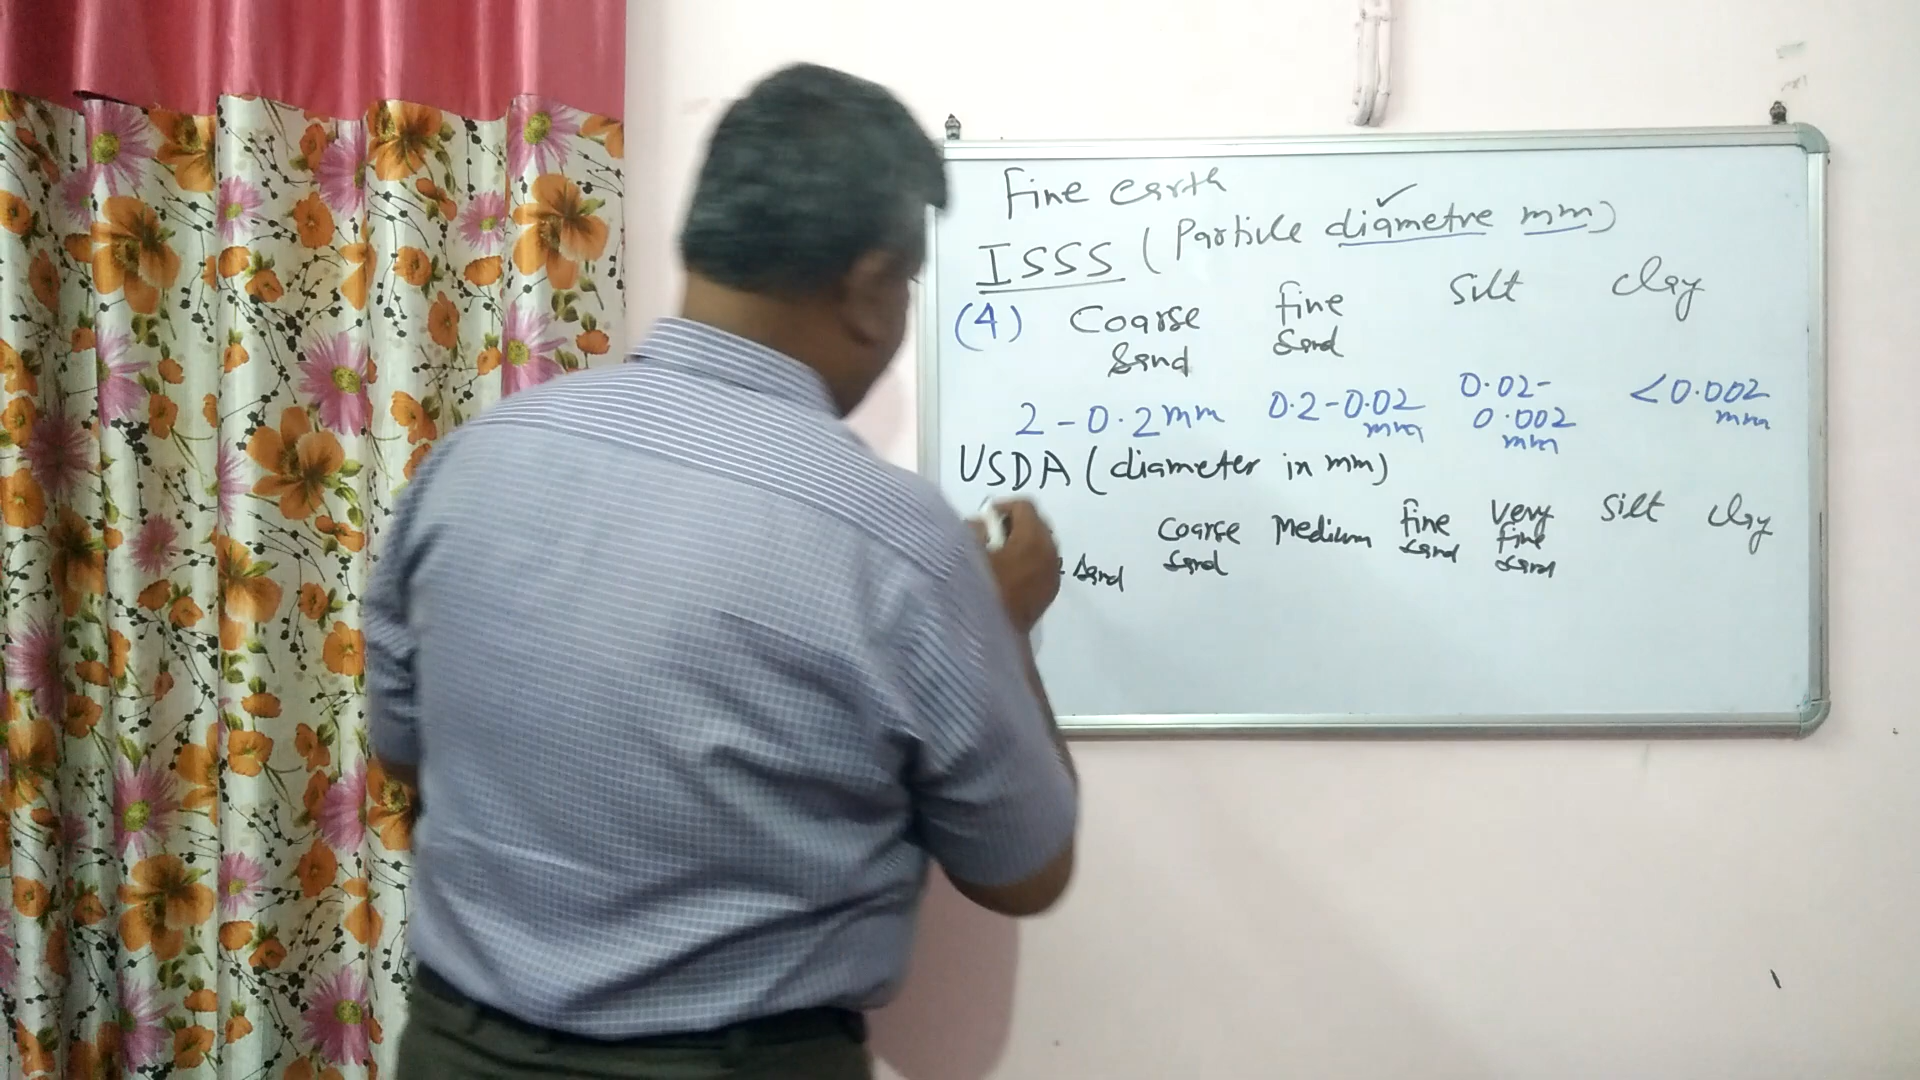 Fine earth
ISSS (Particle diametre mm)
(4) Coarse sand fine sand Silt clay
2-0.2mm 0.2-0.02 mm 0.02-0.002 mm <0.002 mm
USDA (diameter in mm)
sand Coarse sand Medium fine sand Very fine sand Silt clay